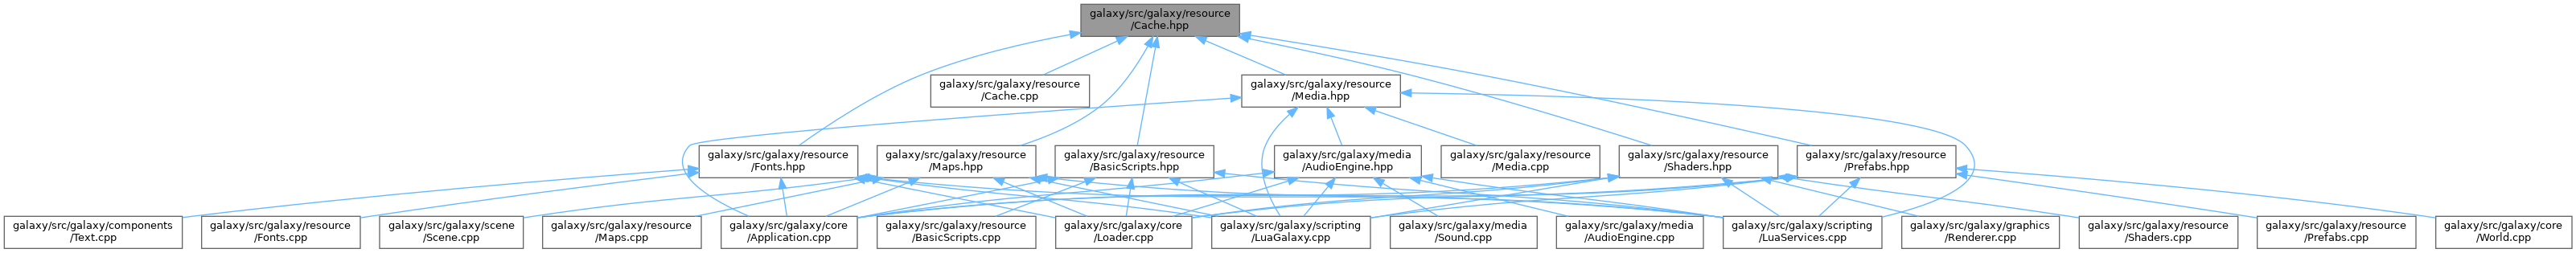 galaxy/src/galaxy/resource
/Cache.hpp
galaxy/src/galaxy/resource
/Cache.cpp
galaxy/src/galaxy/resource
/Media.hpp
galaxy/src/galaxy/resource
/Fonts.hpp
galaxy/src/galaxy/resource
/Maps.hpp
galaxy/src/galaxy/resource
/BasicScripts.hpp
galaxy/src/galaxy/media
/AudioEngine.hpp
galaxy/src/galaxy/resource
/Media.cpp
galaxy/src/galaxy/resource
/Shaders.hpp
galaxy/src/galaxy/resource
/Prefabs.hpp
galaxy/src/galaxy/components
/Text.cpp
galaxy/src/galaxy/resource
/Fonts.cpp
galaxy/src/galaxy/scene
/Scene.cpp
galaxy/src/galaxy/resource
/Maps.cpp
galaxy/src/galaxy/core
/Application.cpp
galaxy/src/galaxy/resource
/BasicScripts.cpp
galaxy/src/galaxy/core
/Loader.cpp
galaxy/src/galaxy/scripting
/LuaGalaxy.cpp
galaxy/src/galaxy/media
/Sound.cpp
galaxy/src/galaxy/media
/AudioEngine.cpp
galaxy/src/galaxy/scripting
/LuaServices.cpp
galaxy/src/galaxy/graphics
/Renderer.cpp
galaxy/src/galaxy/resource
/Shaders.cpp
galaxy/src/galaxy/resource
/Prefabs.cpp
galaxy/src/galaxy/core
/World.cpp